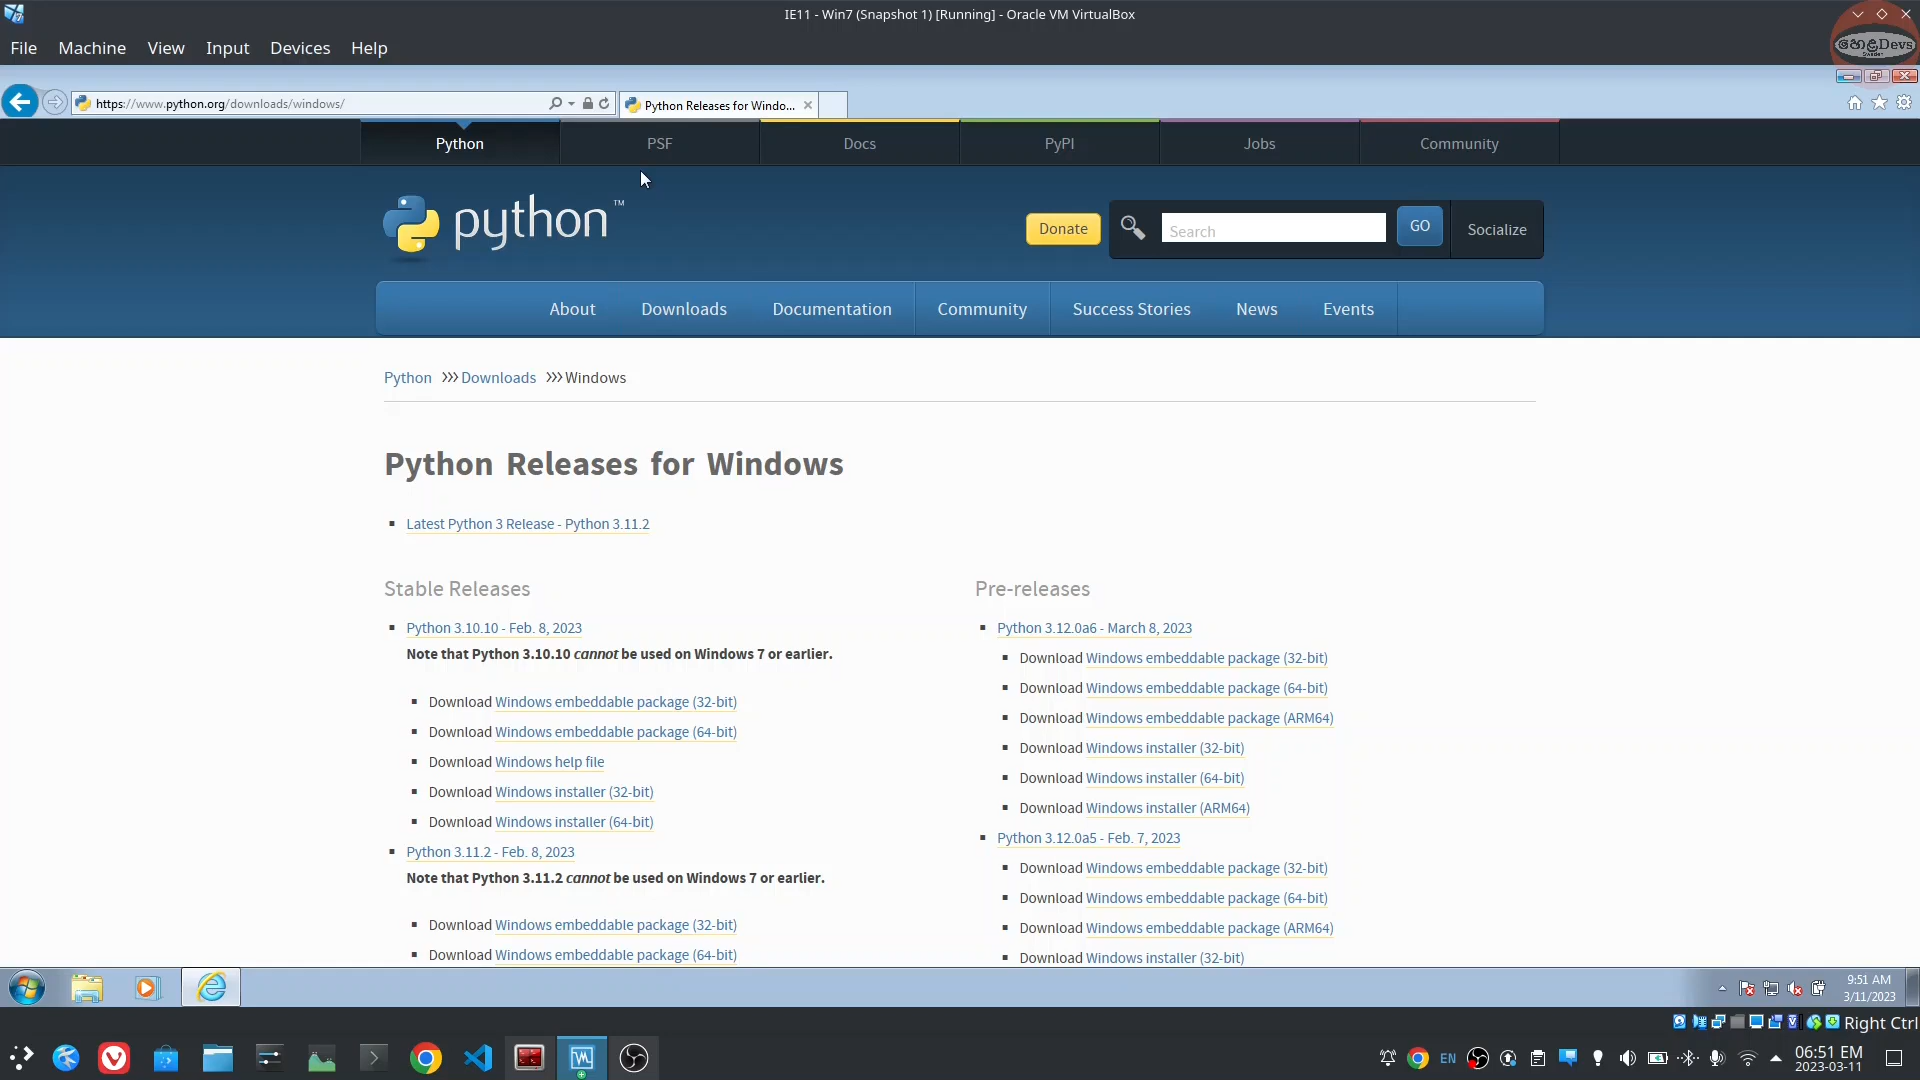 IE11 - Win7 (Snapshot 1) [Running] - Oracle VM VirtualBox
File Machine View Input Devices Help
Devs
https://www.python.org/downloads/windows/
Python Releases for Windo...
Python PSF Docs PyPI Jobs Community
python™
Donate
Search
GO
Socialize
About Downloads Documentation Community Success Stories News Events
Python >>> Downloads >>> Windows
Python Releases for Windows
Latest Python 3 Release - Python 3.11.2
Stable Releases
Python 3.10.10 - Feb. 8, 2023
Note that Python 3.10.10 cannot be used on Windows 7 or earlier.
Download Windows embeddable package (32-bit)
Download Windows embeddable package (64-bit)
Download Windows help file
Download Windows installer (32-bit)
Download Windows installer (64-bit)
Python 3.11.2 - Feb. 8, 2023
Note that Python 3.11.2 cannot be used on Windows 7 or earlier.
Download Windows embeddable package (32-bit)
Download Windows embeddable package (64-bit)
Pre-releases
Python 3.12.0a6 - March 8, 2023
Download Windows embeddable package (32-bit)
Download Windows embeddable package (64-bit)
Download Windows embeddable package (ARM64)
Download Windows installer (32-bit)
Download Windows installer (64-bit)
Download Windows installer (ARM64)
Python 3.12.0a5 - Feb. 7, 2023
Download Windows embeddable package (32-bit)
Download Windows embeddable package (64-bit)
Download Windows embeddable package (ARM64)
Download Windows installer (32-bit)
9:51 AM
3/11/2023
Right Ctrl
EN
06:51 EM
2023-03-11